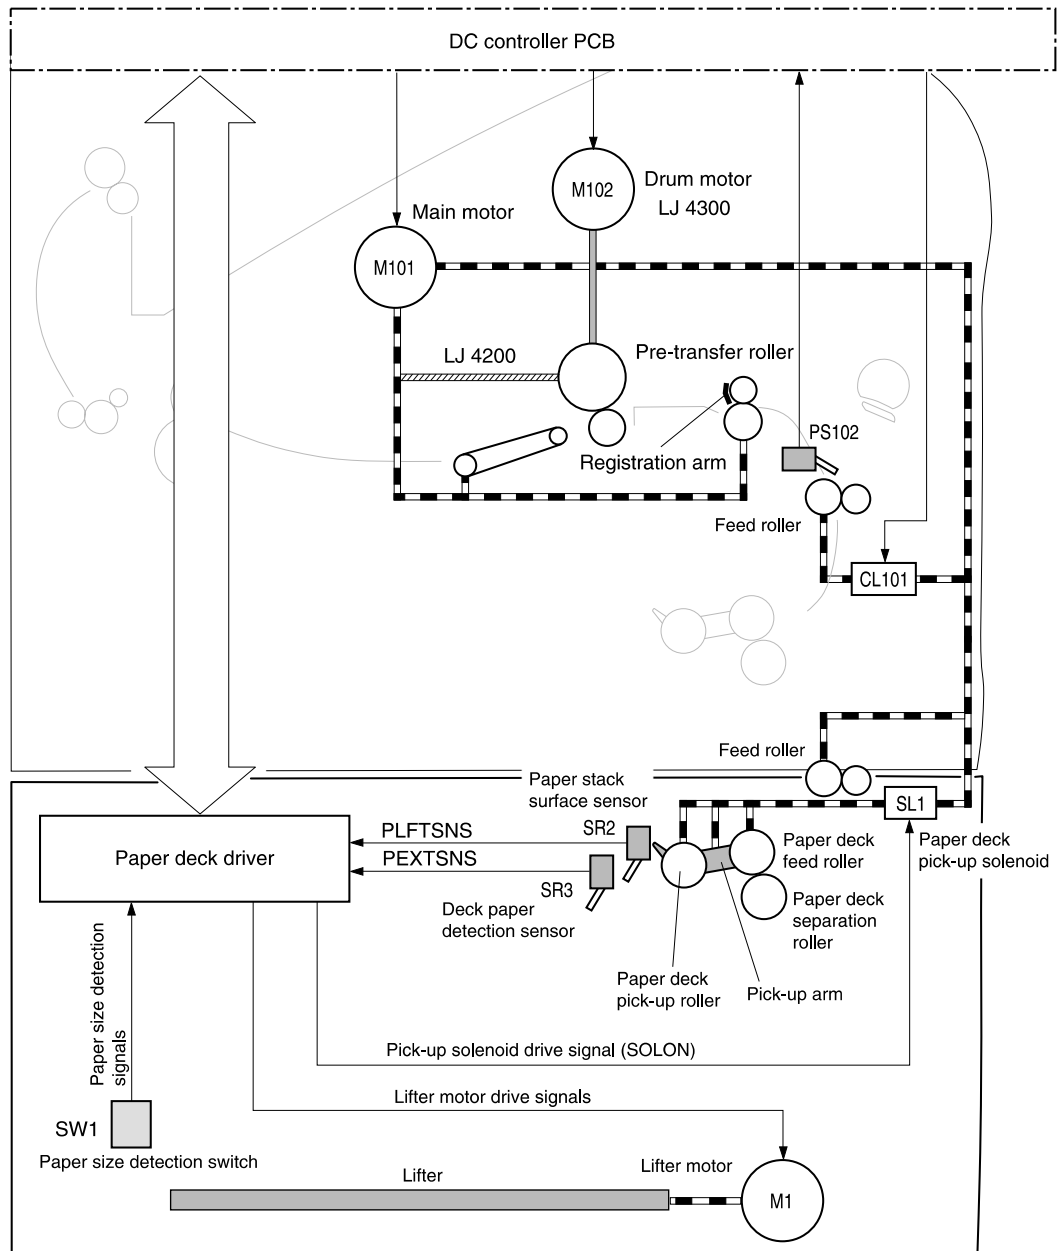 DC controller PCB
M102
Drum motor
LJ 4300
Main motor
M101
LJ 4200
Pre-transfer roller
PS102
Registration arm
Feed roller
CL101
Feed roller
Paper stack
surface sensor
SL1
SR2
PLFTSNS
Paper deck driver
PEXTSNS
Paper deck
feed roller
Paper deck
pick-up solenoid
SR3
Deck paper
detection sensor
Paper deck
separation
roller
Paper deck
pick-up roller
Pick-up arm
Paper size detection
signals
Pick-up solenoid drive signal (SOLON)
Lifter motor drive signals
SW1
Paper size detection switch
Lifter
Lifter motor
M1